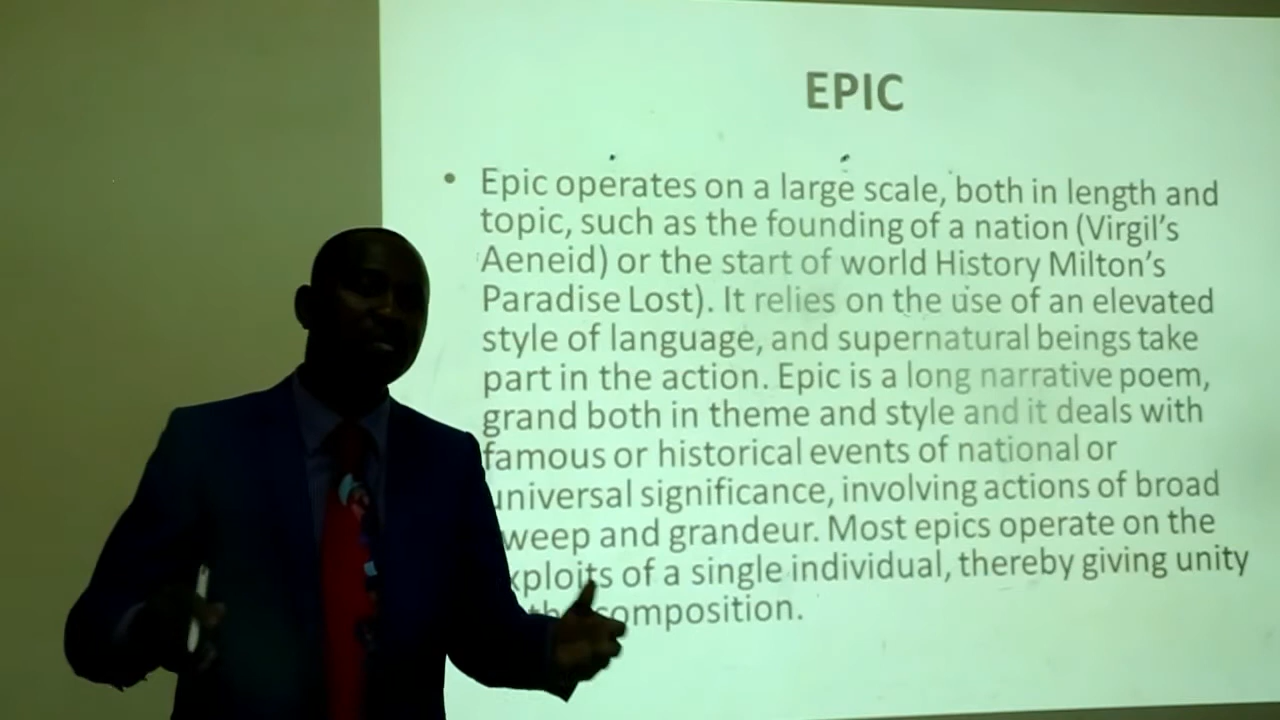 EPIC
• Epic operates on a large scale, both in length and
topic, such as the founding of a nation (Virgil's
Aeneid) or the start of world History Milton's
Paradise Lost). It relies on the use of an elevated
style of language, and supernatural beings take
part in the action. Epic is a long narrative poem,
grand both in theme and style and it deals with
famous or historical events of national or
universal significance, involving actions of broad
weep and grandeur. Most epics operate on the
xploits of a single individual, thereby giving unity
composition.